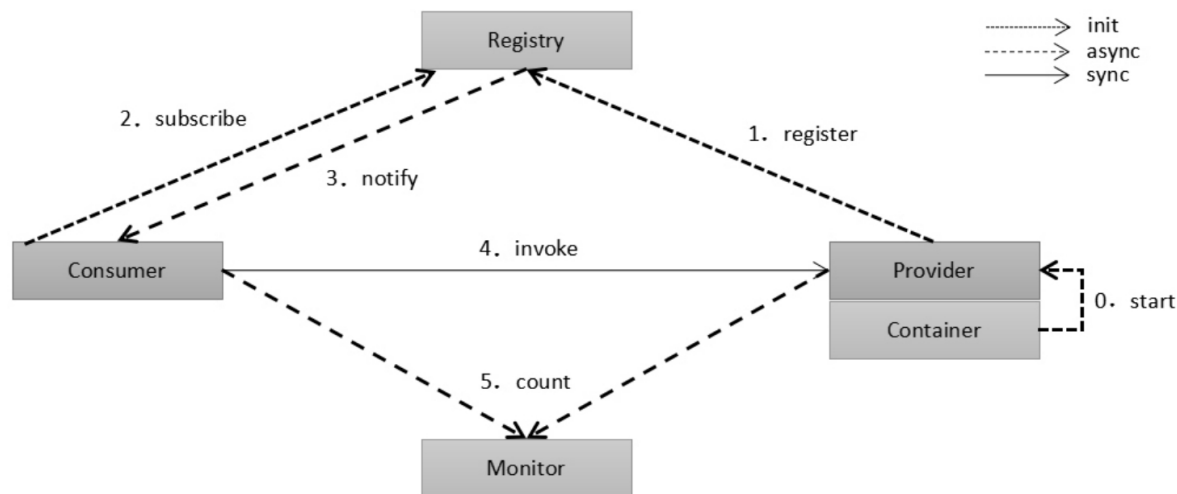 Registry
init
async
sync
2. subscribe
1. register
3. notify
4. invoke
Consumer
Provider
0. start
Container
5. count
Monitor